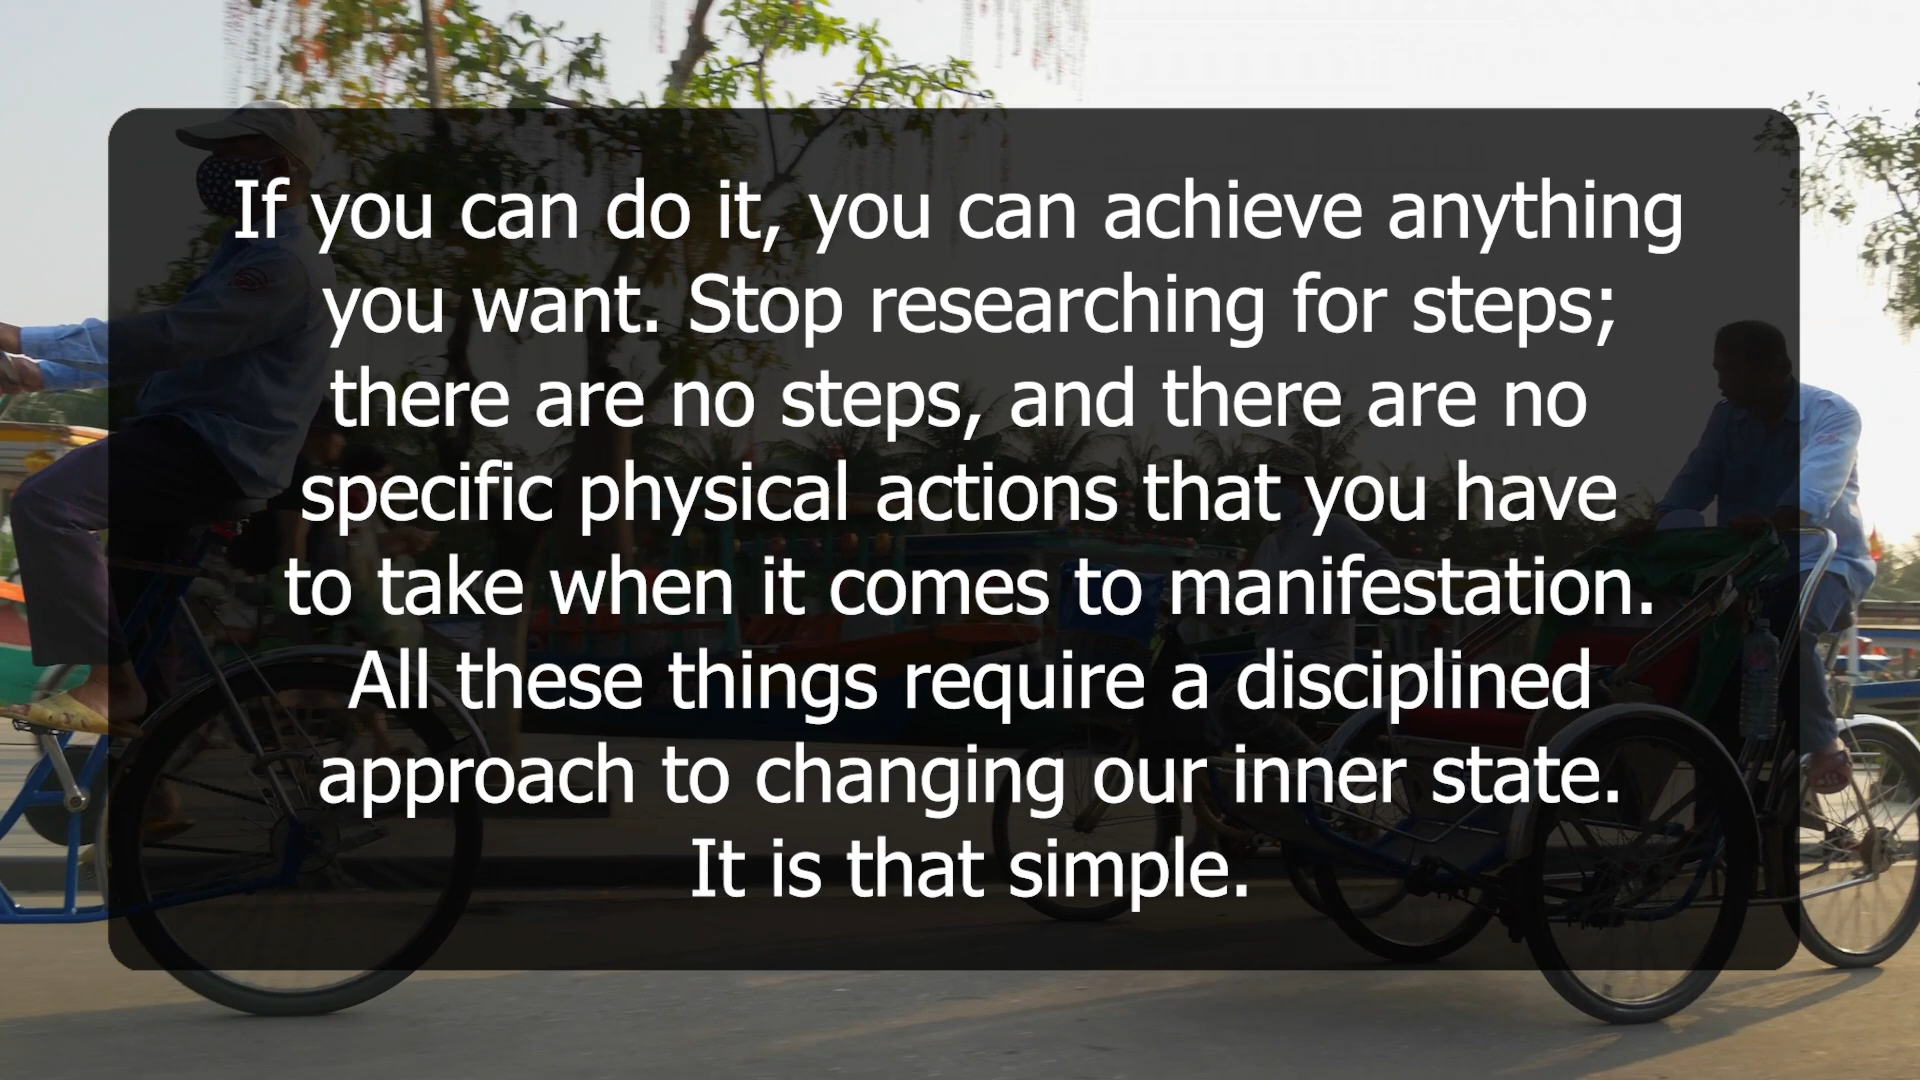 If you can do it, you can achieve anything
you want. Stop researching for steps;
there are no steps, and there are no
specific physical actions that you have
to take when it comes to manifestation.
All these things require a disciplined
approach to changing our inner state.
It is that simple.